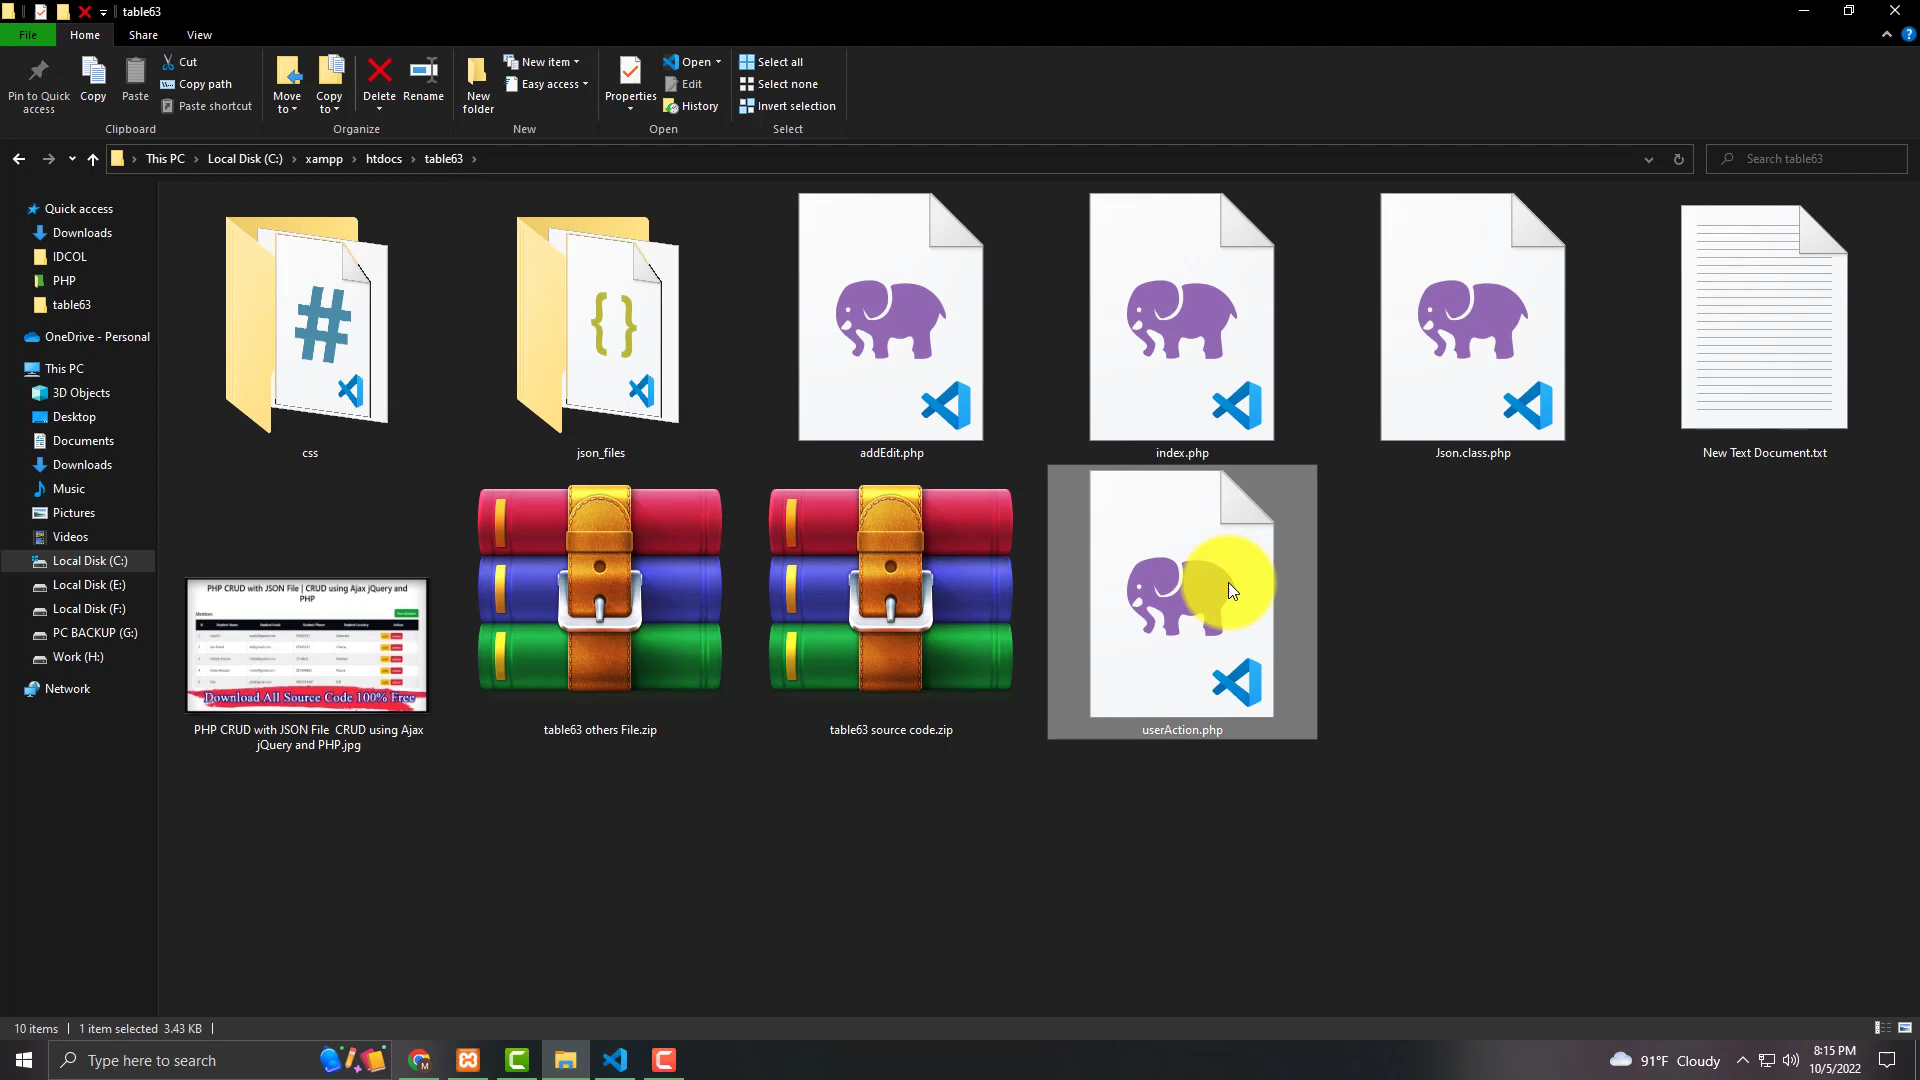 table63
File
Home
Share
View
Pin to Quick
access
Copy
Paste
Cut
Copy path
Paste shortcut
Move
to
Copy
to
Delete
Rename
New
folder
New item
Easy access
Properties
Open
Edit
History
Select all
Select none
Invert selection
Clipboard
Organize
New
Open
Select
This PC
Local Disk (C:)
xampp
htdocs
table63
Search table63
Quick access
Downloads
IDCOL
PHP
table63
OneDrive - Personal
This PC
3D Objects
Desktop
Documents
Downloads
Music
Pictures
Videos
Local Disk (C:)
Local Disk (E:)
Local Disk (F:)
PC BACKUP (G:)
Work (H:)
Network
css
json_files
addEdit.php
index.php
Json.class.php
New Text Document.txt
PHP CRUD with JSON File | CRUD using Ajax jQuery and
PHP
Members
Download All Source Code 100% Free
PHP CRUD with JSON File  CRUD using Ajax
jQuery and PHP.jpg
table63 others File.zip
table63 source code.zip
userAction.php
10 items
1 item selected  3.43 KB
Type here to search
91°F  Cloudy
8:15 PM
10/5/2022